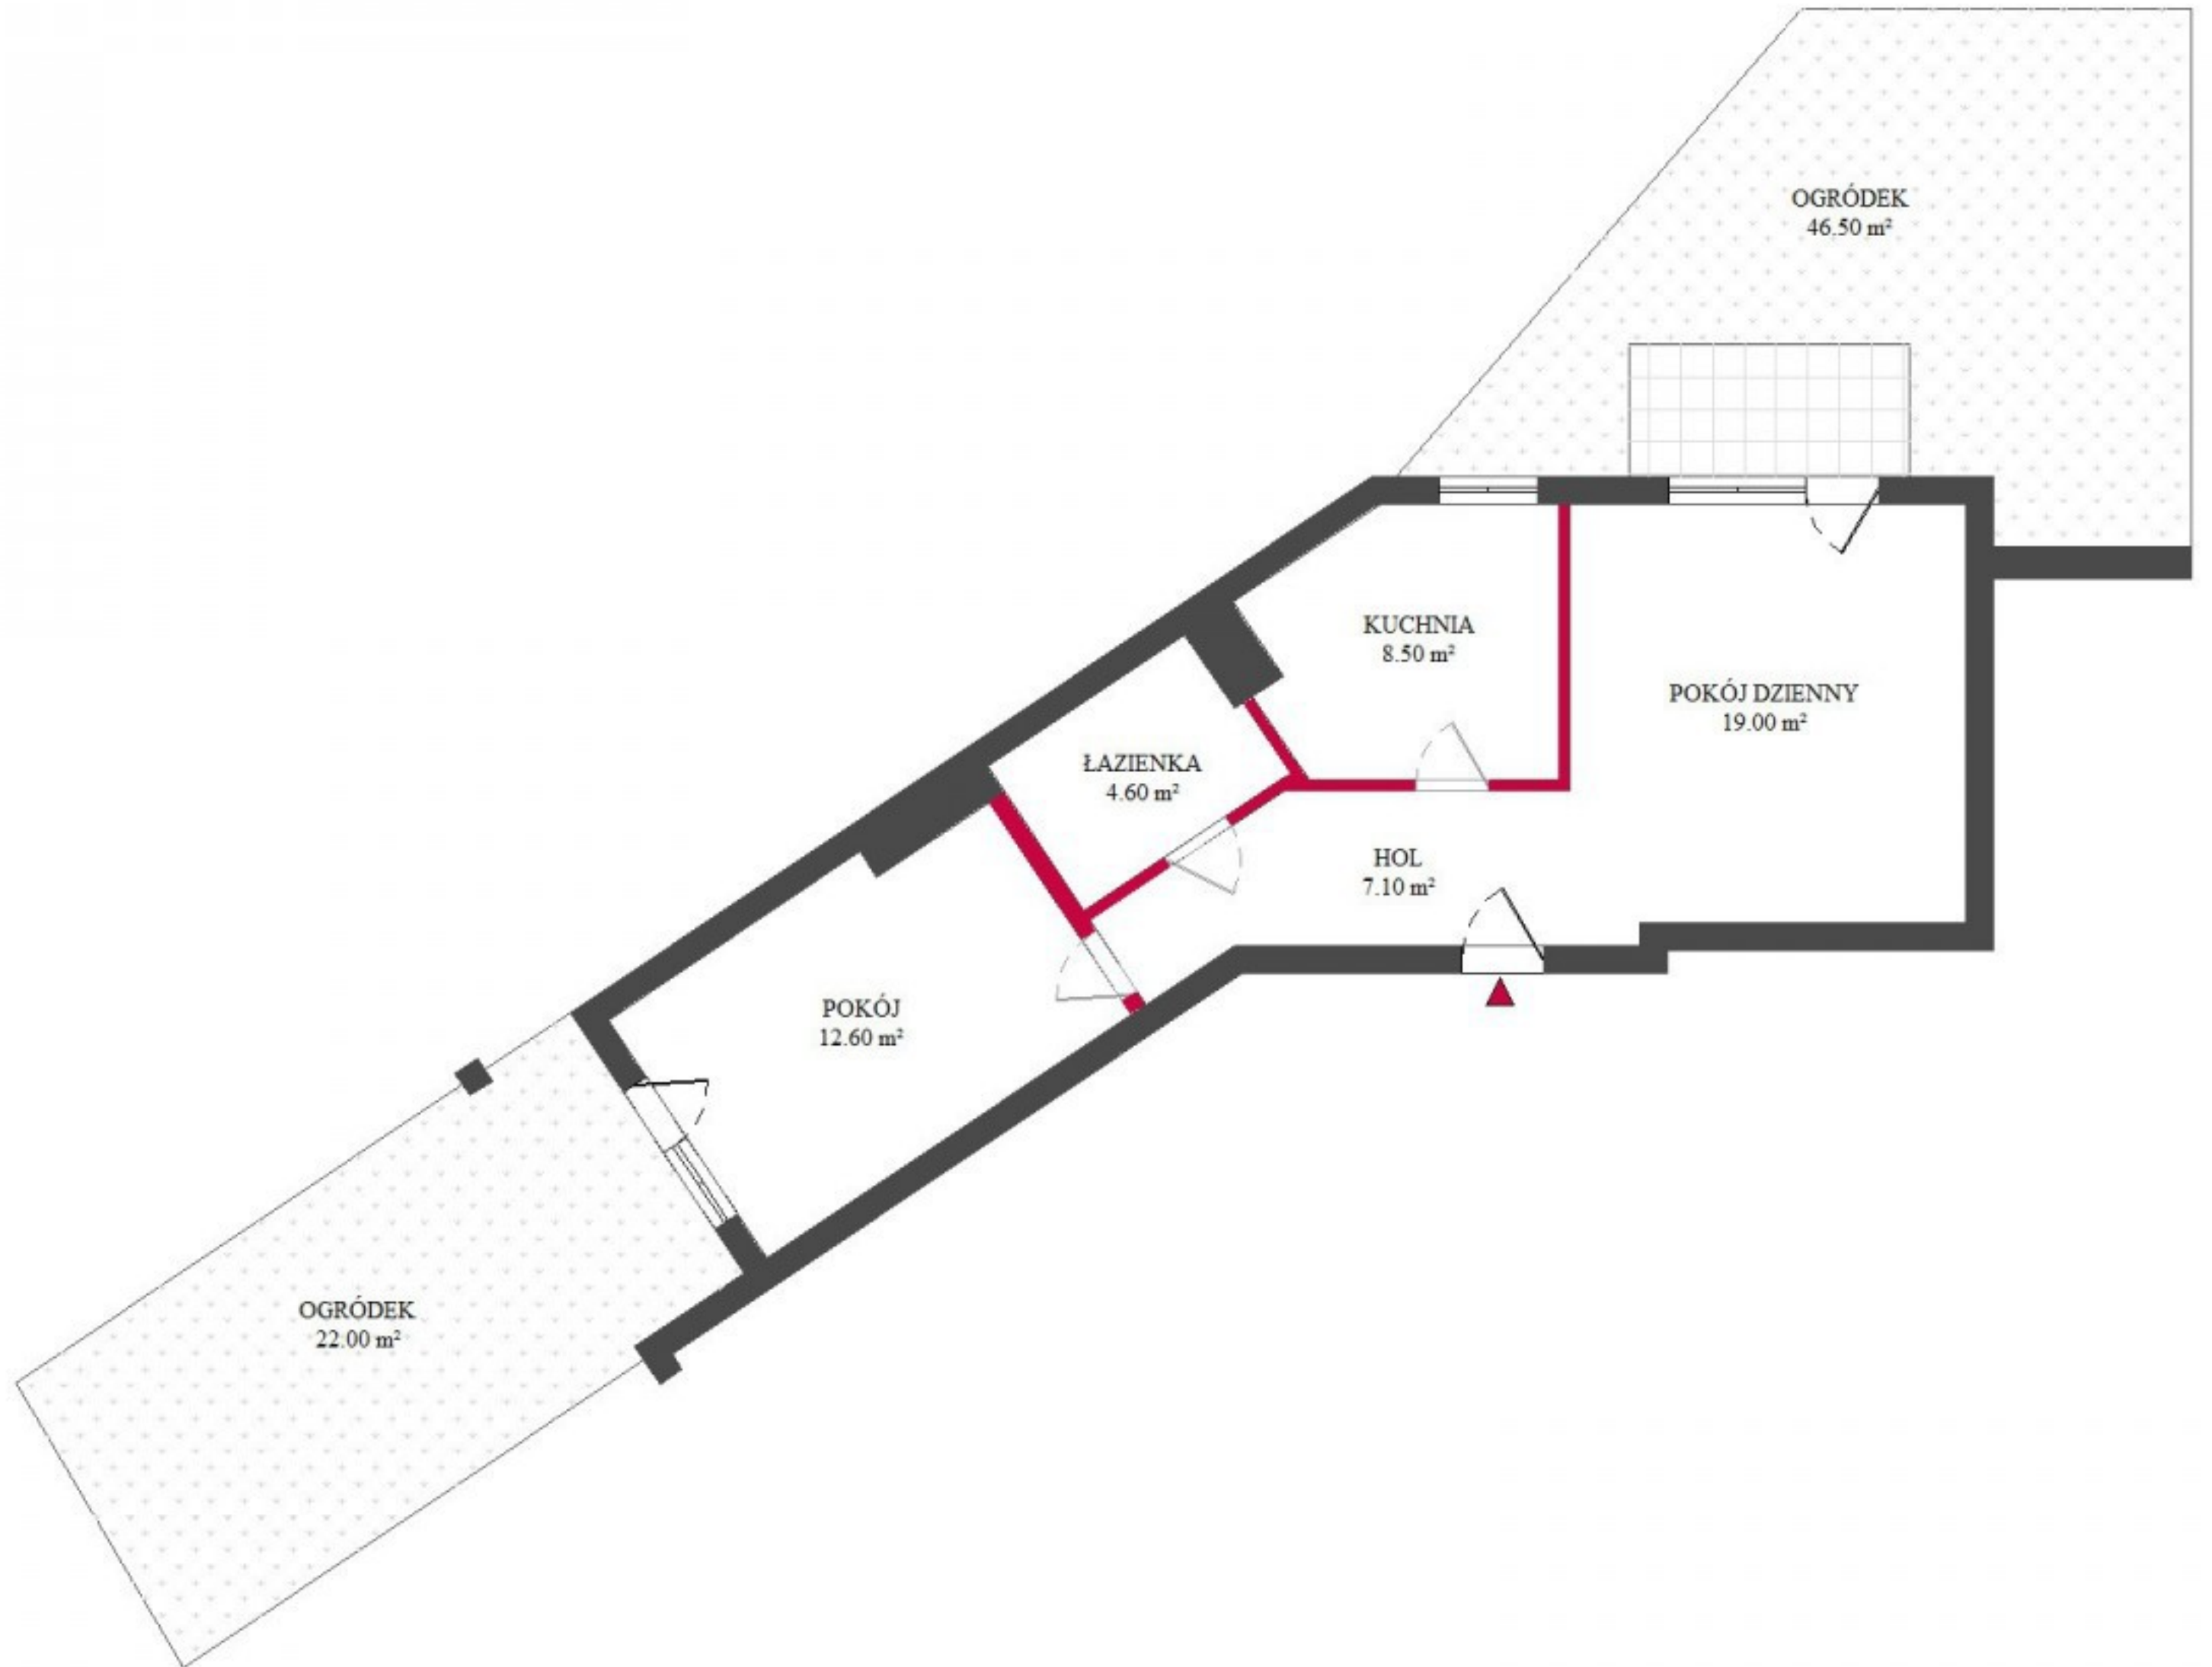 OGRÓDEK
46.50 m²
KUCHNIA
8.50 m²
POKÓJ DZIENNY
19.00 m²
ŁAZIENKA
4.60 m²
HOL
7.10 m²
POKÓJ
12.60 m²
OGRÓDEK
22.00 m²